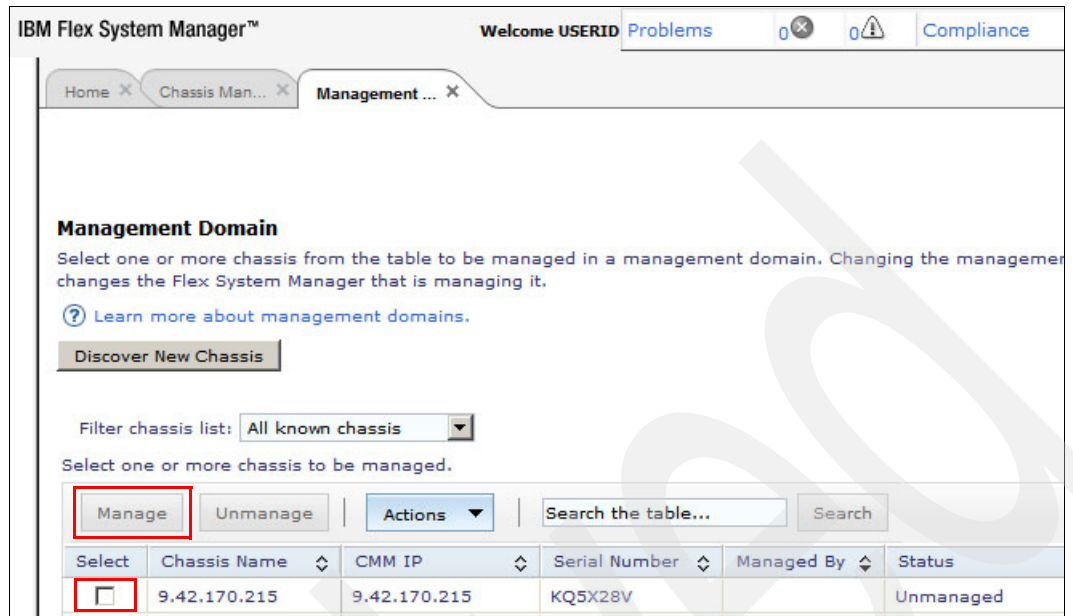 IBM Flex System Manager™ Welcome USERID Problems 0 0 Compliance
Home Chassis Man... Management ...
Management Domain
Select one or more chassis from the table to be managed in a management domain. Changing the
changes the Flex System Manager that is managing it.
? Learn more about management domains.
Discover New Chassis
Filter chassis list: All known chassis
Select one or more chassis to be managed.
Manage Unmanage Actions Search the table... Search
Select Chassis Name CMM IP Serial Number Managed By Status
9.42.170.215 9.42.170.215 KQ5X28V Unmanaged